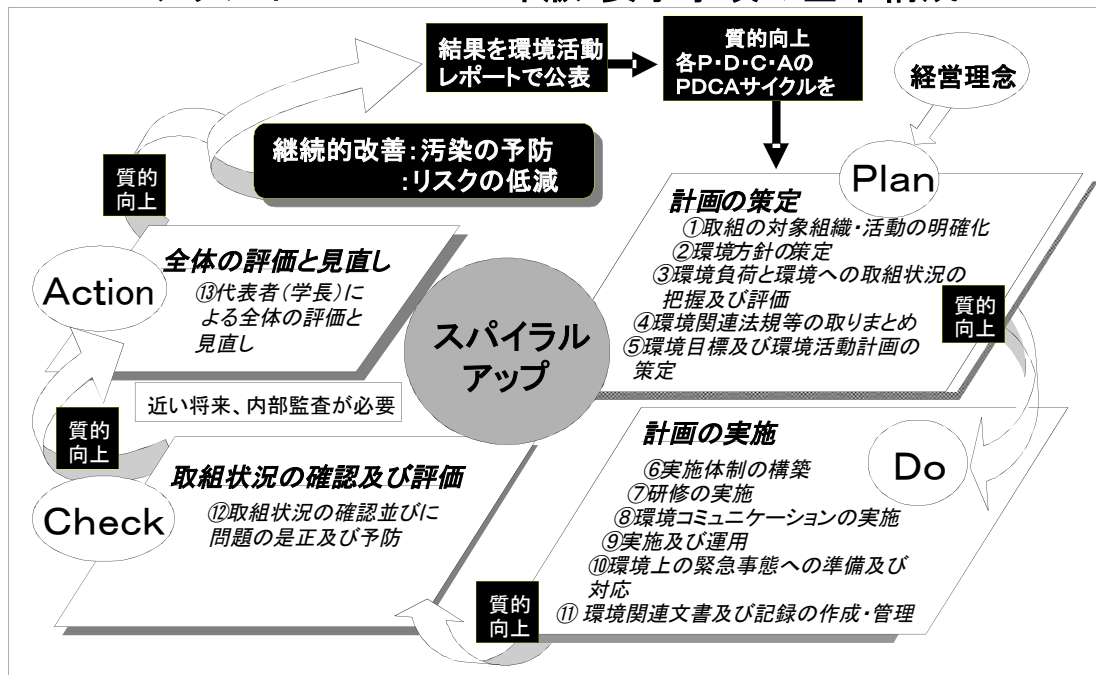 結果を環境活動
レポートで公表
質的向上
各P・D・C・Aの
PDCAサイクルを
経営理念
継続的改善:汚染の予防
:リスクの低減
質的
向上
Plan
計画の策定
①取組の対象組織・活動の明確化
②環境方針の策定
③環境負荷と環境への取組状況の
把握及び評価
④環境関連法規等の取りまとめ
⑤環境目標及び環境活動計画の
策定
質的
向上
Action
全体の評価と見直し
⑬代表者(学長)に
よる全体の評価と
見直し
スパイラル
アップ
近い将来、内部監査が必要
質的
向上
Check
取組状況の確認及び評価
⑫取組状況の確認並びに
問題の是正及び予防
計画の実施
Do
⑥実施体制の構築
⑦研修の実施
⑧環境コミュニケーションの実施
⑨実施及び運用
⑩環境上の緊急事態への準備及び
対応
⑪環境関連文書及び記録の作成・管理
質的
向上